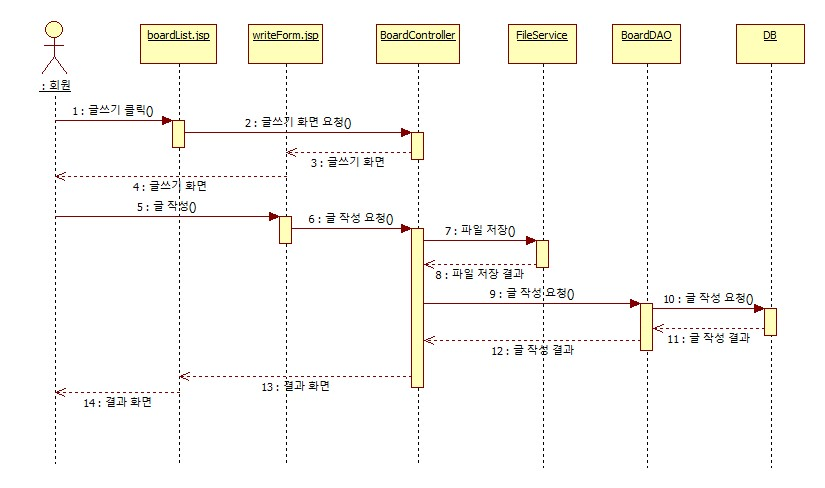 boardList.jsp
writeForm.jsp
BoardController
FileService
BoardDAO
DB
: 회원
1 : 글쓰기 클릭()
2 : 글쓰기 화면 요청()
3 : 글쓰기 화면
4 : 글쓰기 화면
5 : 글 작성()
6 : 글 작성 요청()
7 : 파일 저장()
8 : 파일 저장 결과
9 : 글 작성 요청()
10 : 글 작성 요청()
11 : 글 작성 결과
12 : 글 작성 결과
13 : 결과 화면
14 : 결과 화면